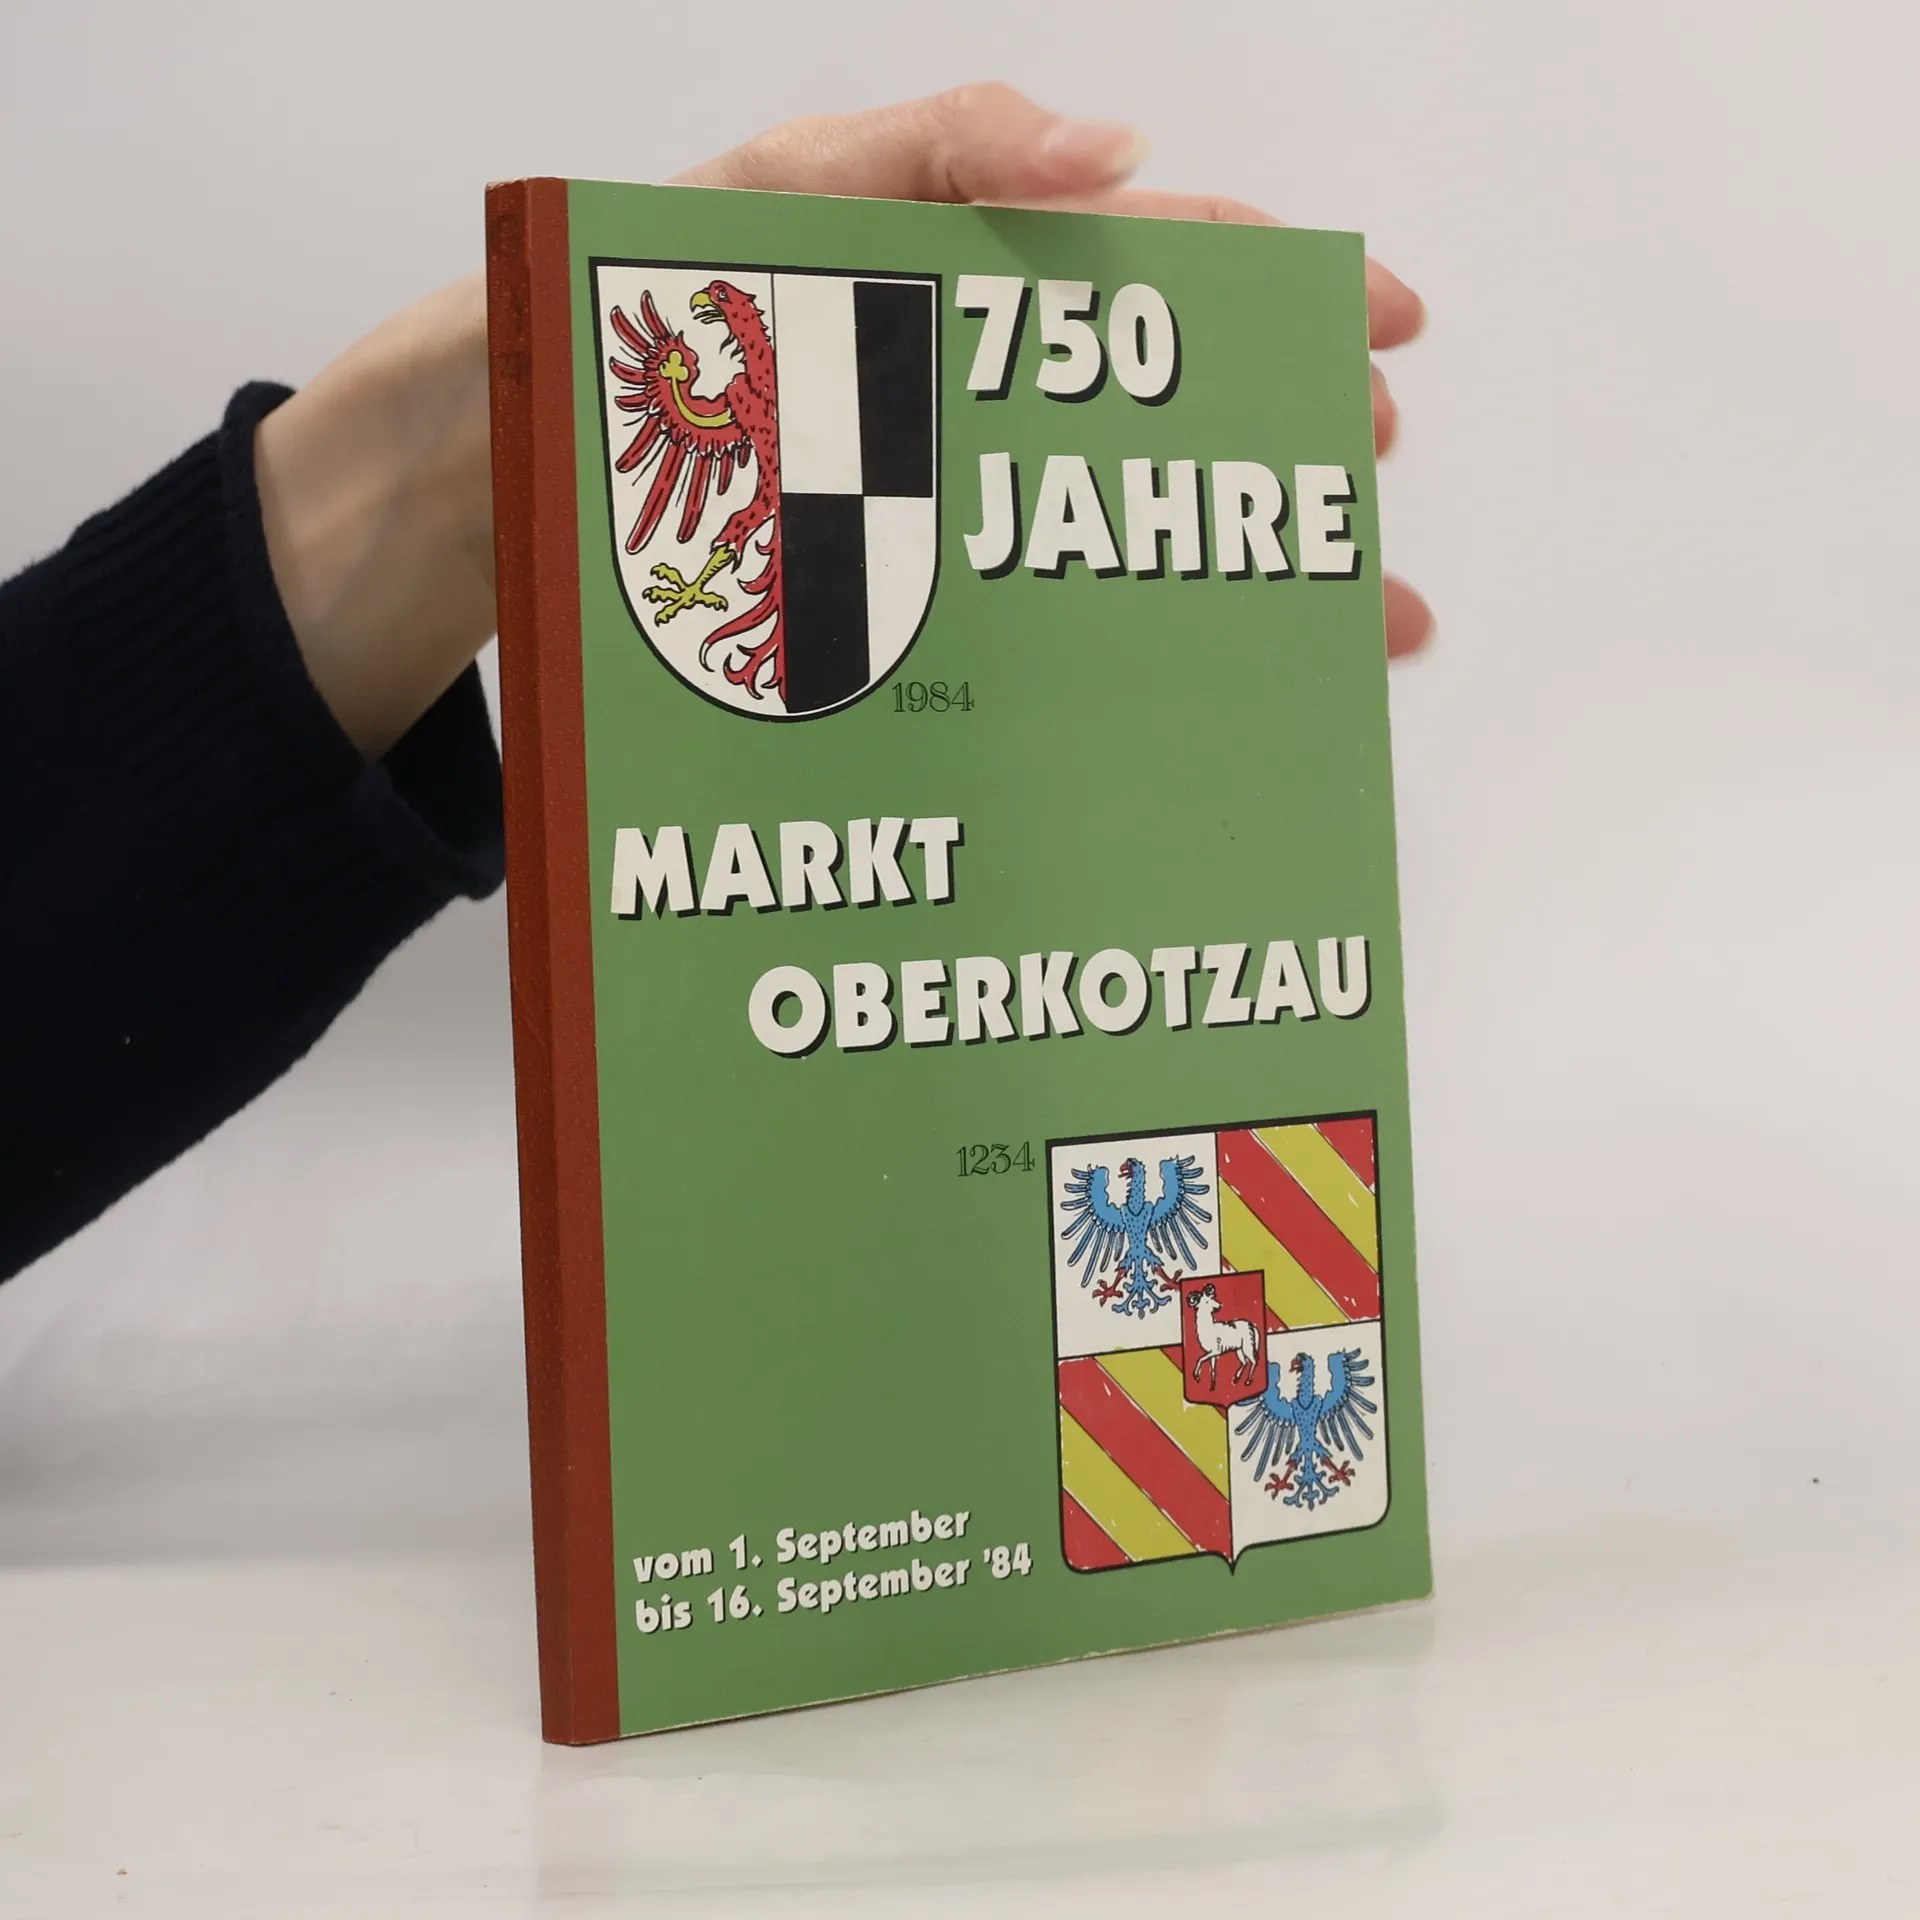 750
JAHRE
1984
MARKT
OBERKOTZAU
1234
vom 1. September
bis 16. September '84